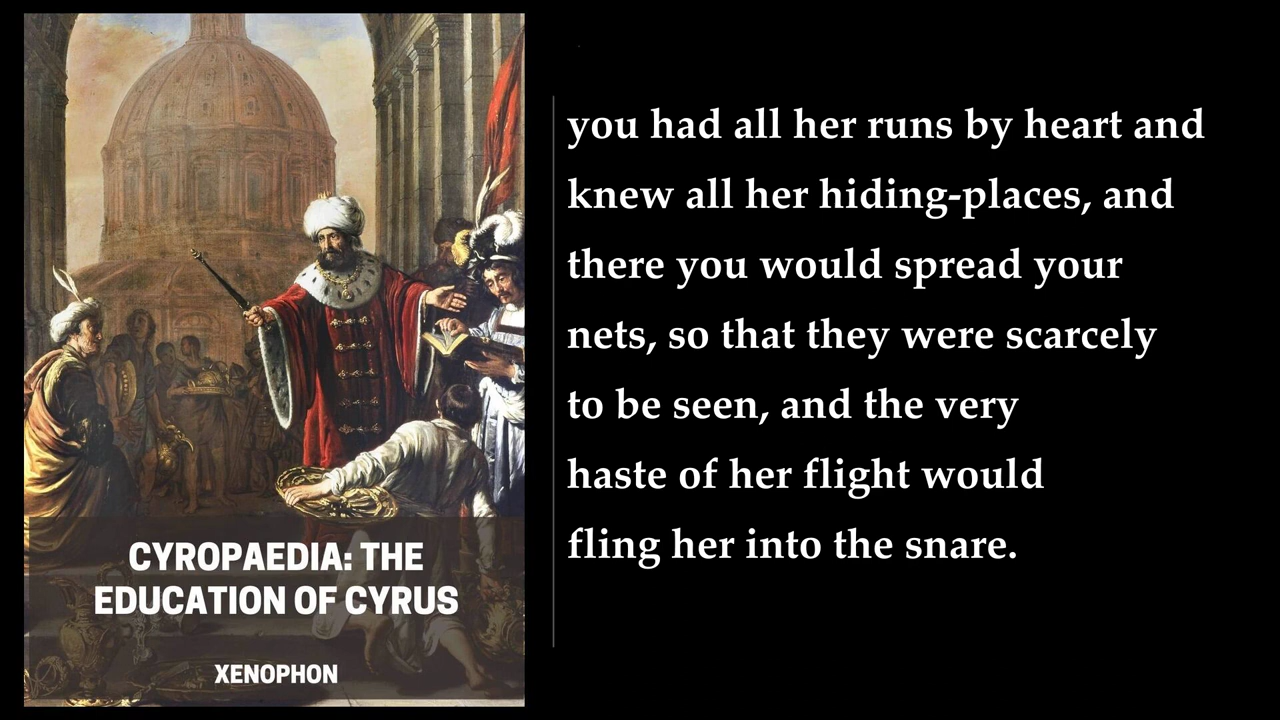 you had all her runs by heart and
knew all her hiding-places, and
there you would spread your
nets, so that they were scarcely
to be seen, and the very
haste of her flight would
fling her into the snare.
CYROPAEDIA: THE
EDUCATION OF CYRUS
XENOPHON